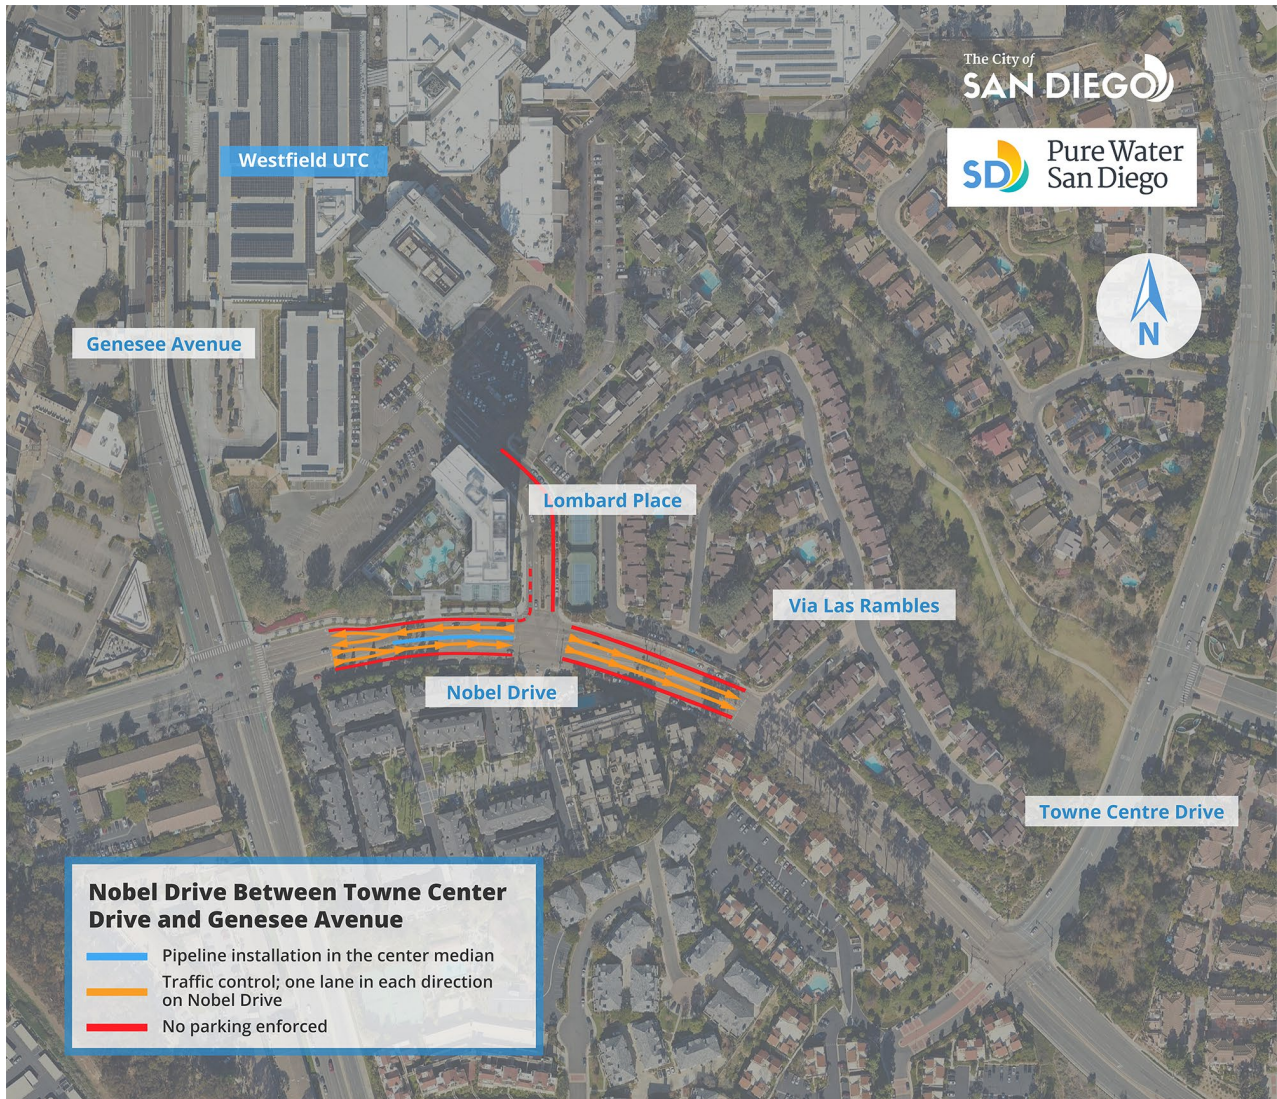 The City of
SAN DIEGO
SD
Pure Water
San Diego
Westfield UTC
N
Genesee Avenue
Lombard Place
Via Las Rambles
Nobel Drive
Towne Centre Drive
Nobel Drive Between Towne Center
Drive and Genesee Avenue
Pipeline installation in the center median
Traffic control; one lane in each direction
on Nobel Drive
No parking enforced